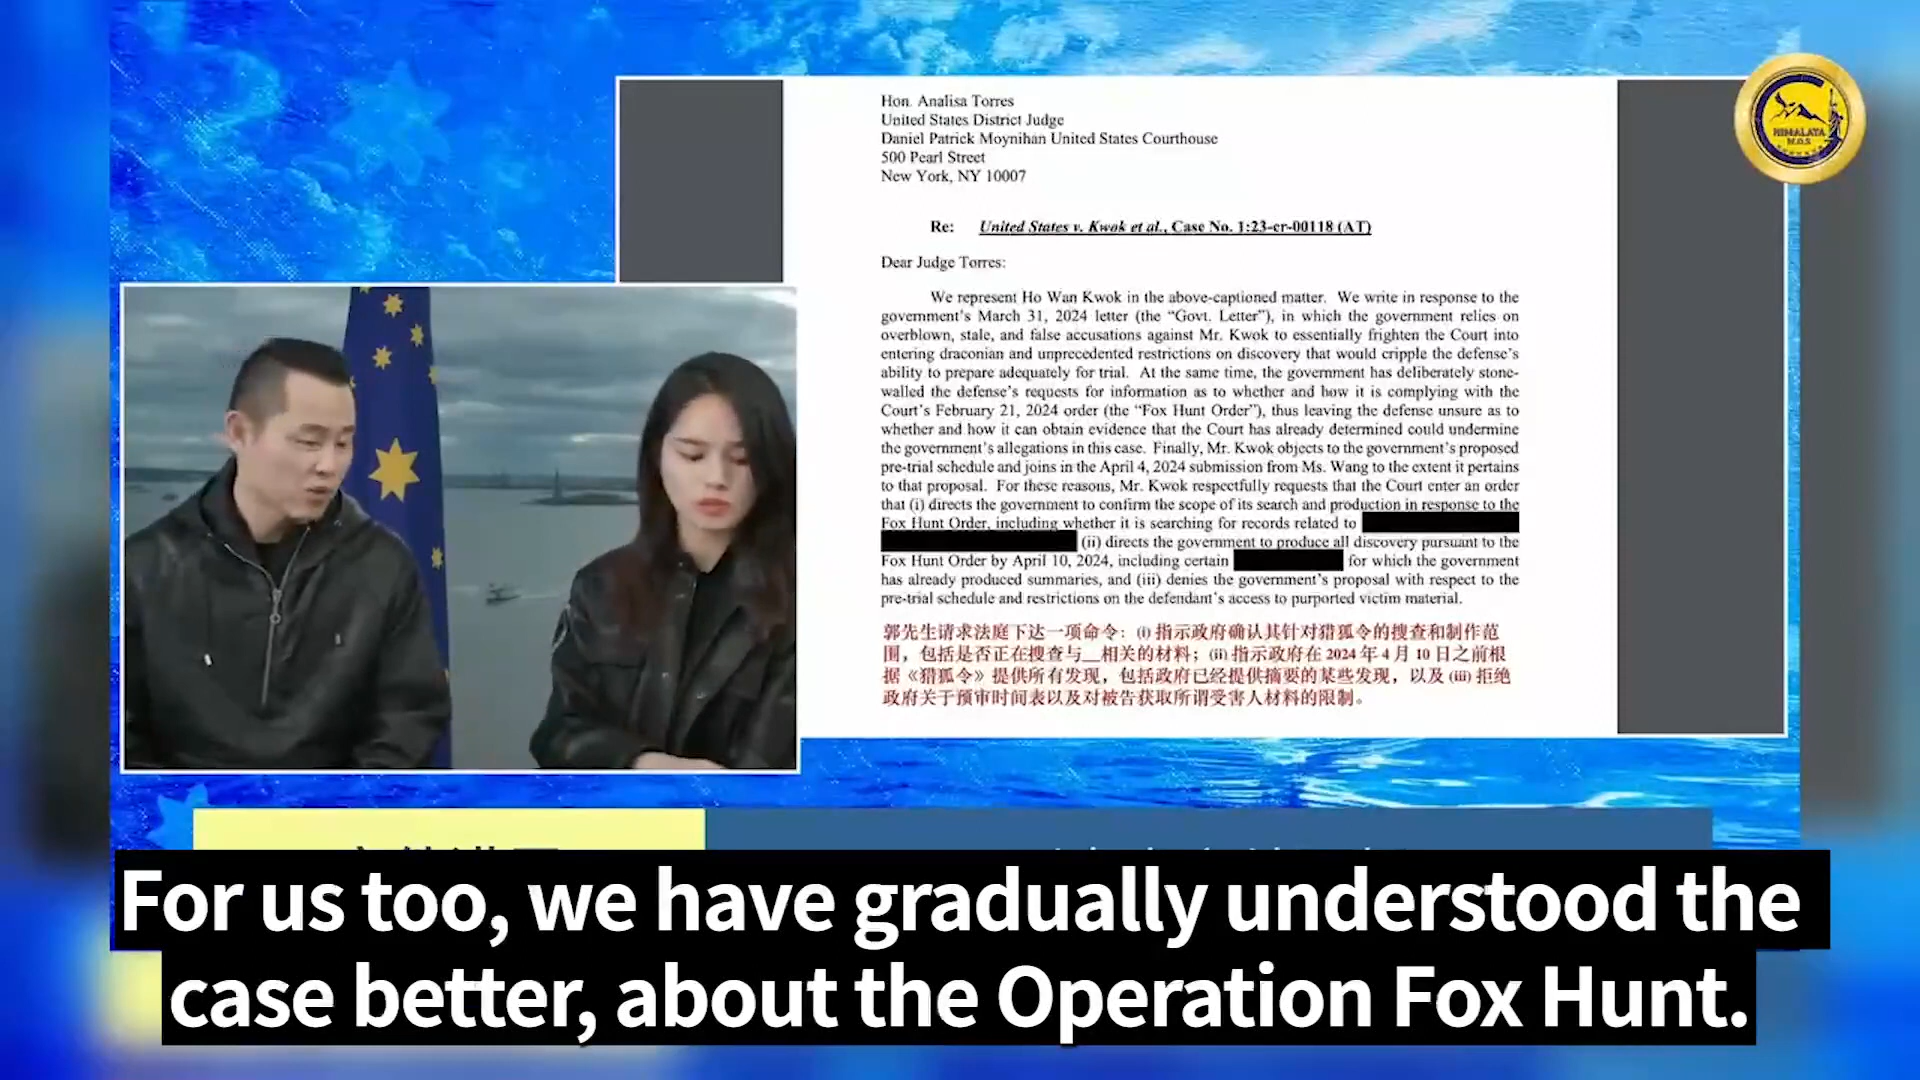 Hon. Analisa Torres
United States District Judge
Daniel Patrick Moynihan United States Courthouse
500 Pearl Street
New York, NY 10007
Re: United States v. Kwok et al., Case No. 1:23-cr-00118 (AT)
Dear Judge Torres:
We represent Ho Wan Kwok in the above-captioned matter. We write in response to the
government's March 31, 2024 letter (the “Govt. Letter”), in which the government relies on
overblown, stale, and false accusations against Mr. Kwok to essentially frighten the Court into
entering draconian and unprecedented restrictions on discovery that would cripple the defense's
ability to prepare adequately for trial. At the same time, the government has deliberately stone-
walled the defense's requests for information as to whether and how it is complying with the
Court's February 21, 2024 order (the “Fox Hunt Order”), thus leaving the defense unsure as to
whether and how it can obtain evidence that the Court has already determined could undermine
the government's allegations in this case. Finally, Mr. Kwok objects to the government's proposed
pre-trial schedule and joins in the April 4, 2024 submission from Ms. Wang to the extent it pertains
to that proposal. For these reasons, Mr. Kwok respectfully requests that the Court enter an order
that (i) directs the government to confirm the scope of its search and production in response to the
Fox Hunt Order, including whether it is searching for records related to
(ii) directs the government to produce all discovery pursuant to the
Fox Hunt Order by April 10, 2024, including certain for which the government
has already produced summaries, and (iii) denies the government's proposal with respect to the
pre-trial schedule and restrictions on the defendant's access to purported victim material.
郭先生请求法庭下达一项命令：(i) 指示政府确认其针对猎狐令的搜查和制作范
围，包括是否正在搜查与__相关的材料；(ii) 指示政府在 2024 年 4 月 10 日之前根
据《猎狐令》提供所有发现，包括政府已经提供摘要的某些发现，以及 (iii) 拒绝
政府关于预审时间表以及对被告获取所谓受害人材料的限制。
HIMALAYA
For us too, we have gradually understood the
case better, about the Operation Fox Hunt.